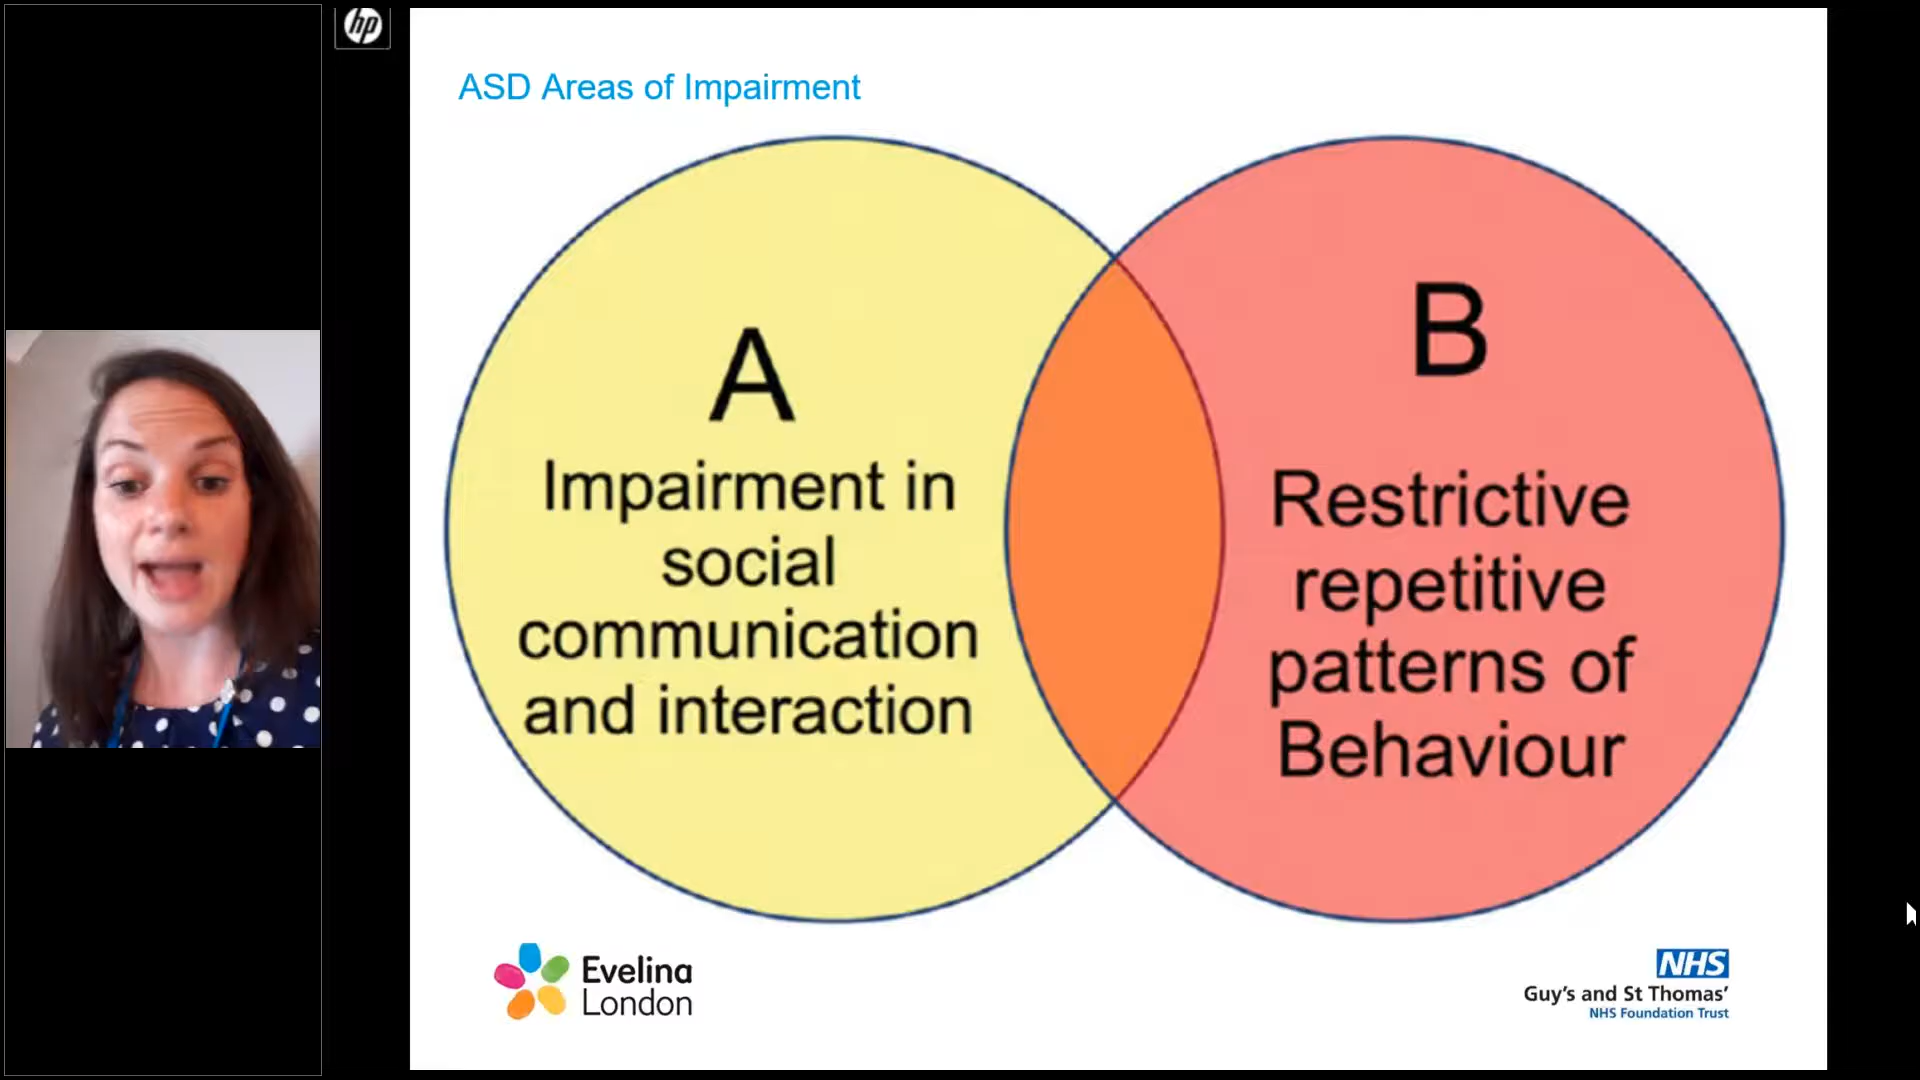 hp
ASD Areas of Impairment
A
Impairment in
social
communication
and interaction
B
Restrictive
repetitive
patterns of
Behaviour
Evelina
London
NHS
Guy's and St Thomas'
NHS Foundation Trust